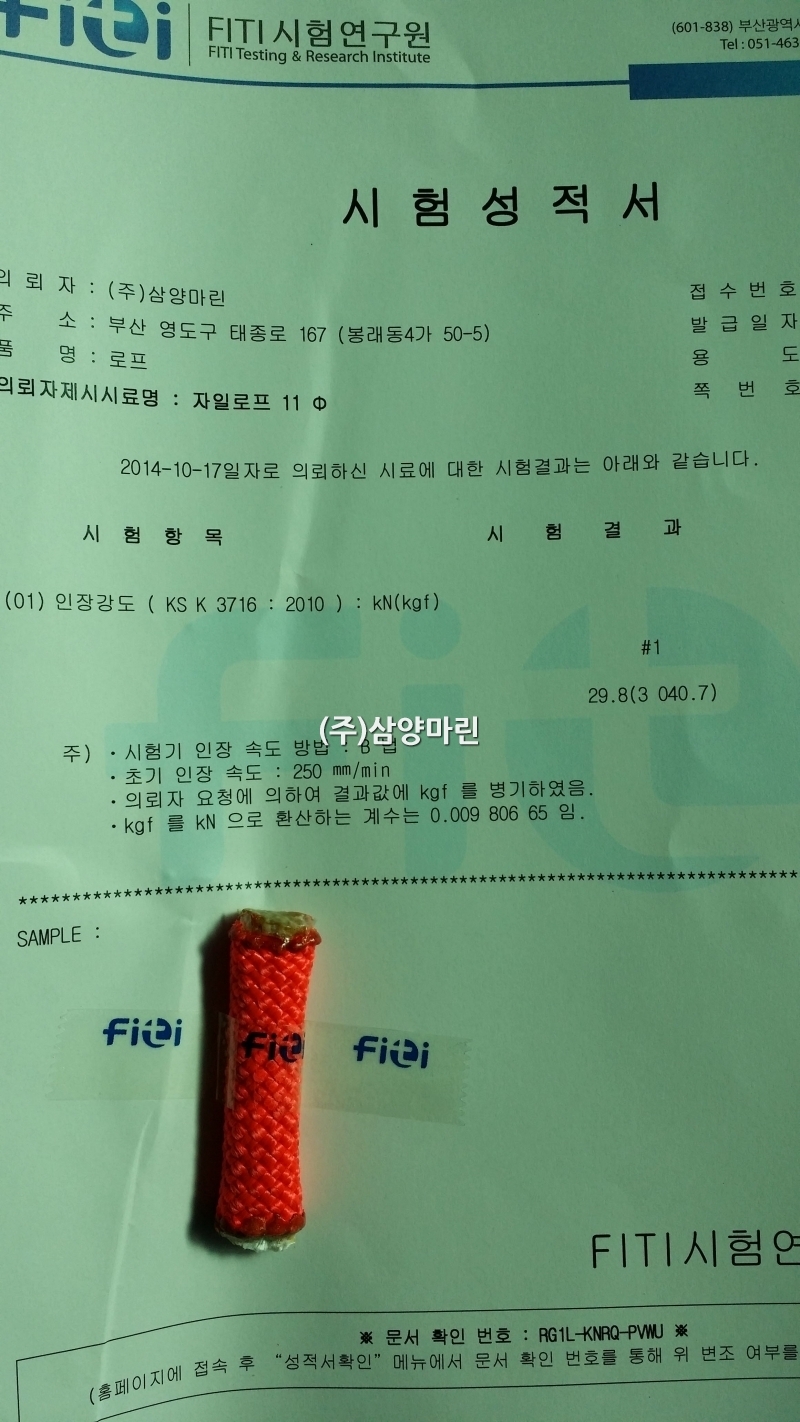 FiTi
FITI 시험연구원
FITI Testing & Research Institute
(601-838) 부산광역시
Tel : 051-463
시 험 성 적 서
의 뢰 자 : (주)삼양마린
주 소 : 부산 영도구 태종로 167 (봉래동4가 50-5)
품 명 : 로프
의뢰자제시시료명 : 자일로프 11 Φ
접 수 번 호
발 급 일 자
용 도
쪽 번 호
2014-10-17일자로 의뢰하신 시료에 대한 시험결과는 아래와 같습니다.
시 험 항 목 시 험 결 과
(01) 인장강도 ( KS K 3716 : 2010 ) : kN(kgf)
#1
29.8(3 040.7)
(주)삼양마린
주) · 시험기 인장 속도 방법 : B 법
· 초기 인장 속도 : 250 mm/min
· 의뢰자 요청에 의하여 결과값에 kgf 를 병기하였음.
· kgf 를 kN 으로 환산하는 계수는 0.009 806 65 임.
SAMPLE :
FiTi FiTi FiTi
FITI시험연
※ 문서 확인 번호 : RG1L-KNRQ-PVWU ※
(홈페이지에 접속 후 “성적서확인” 메뉴에서 문서 확인 번호를 통해 위 변조 여부를